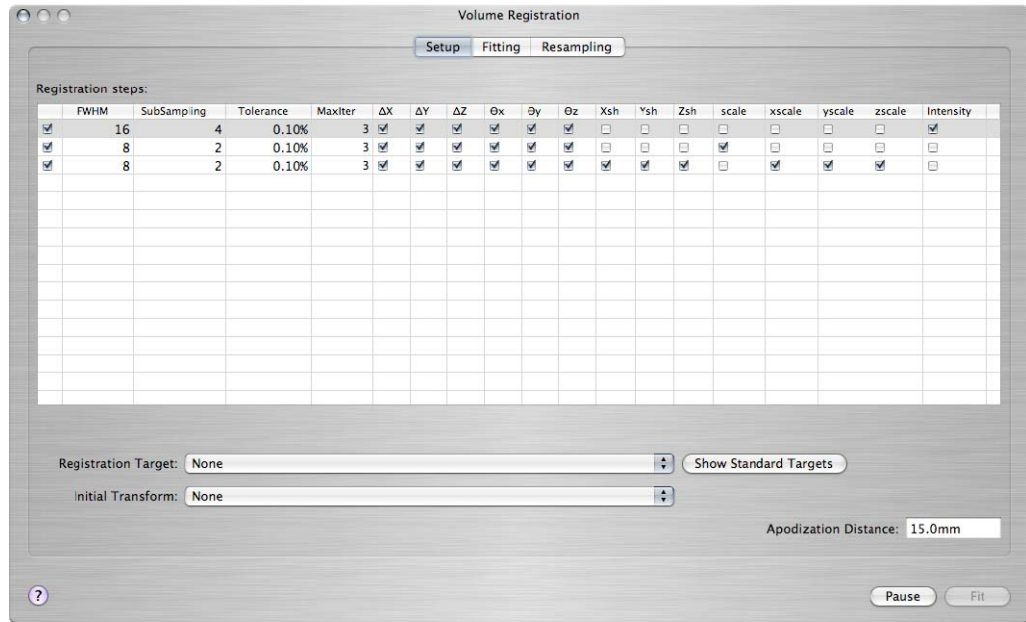 Volume Registration
Setup Fitting Resampling
Registration steps:
FWHM SubSampling Tolerance MaxIter ΔX ΔY ΔZ Θx Θy Θz Xsh Ysh Zsh scale xscale yscale zscale Intensity
16 4 0.10% 3
8 2 0.10% 3
8 2 0.10% 3
Registration Target: None Show Standard Targets
Initial Transform: None
Apodization Distance: 15.0mm
? Pause Fit